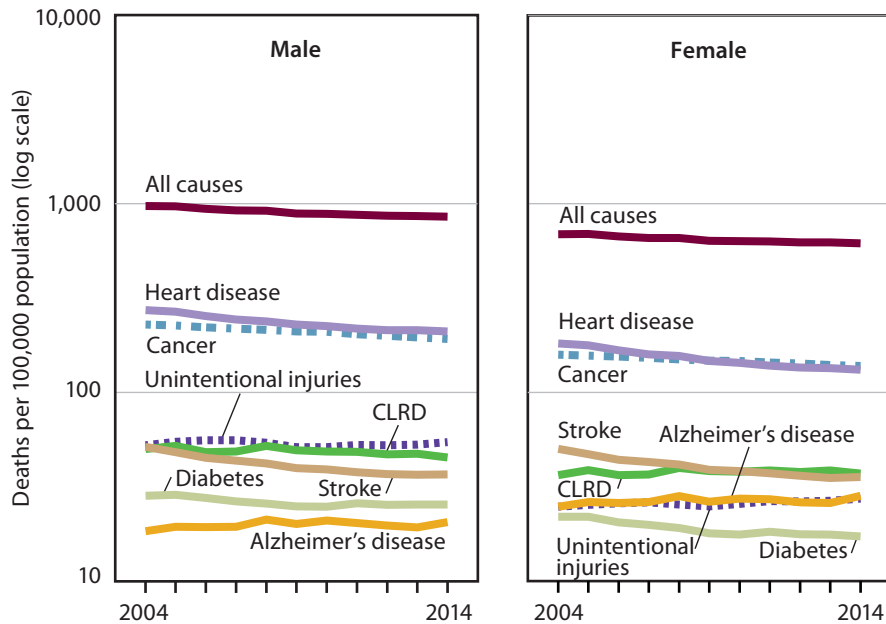 Deaths per 100,000 population (log scale)
10,000
1,000
100
10
Male
All causes
Heart disease
Cancer
Unintentional injuries
CLRD
Diabetes
Stroke
Alzheimer's disease
2004
2014
Female
All causes
Heart disease
Cancer
Stroke
Alzheimer's disease
CLRD
Unintentional
injuries
Diabetes
2004
2014